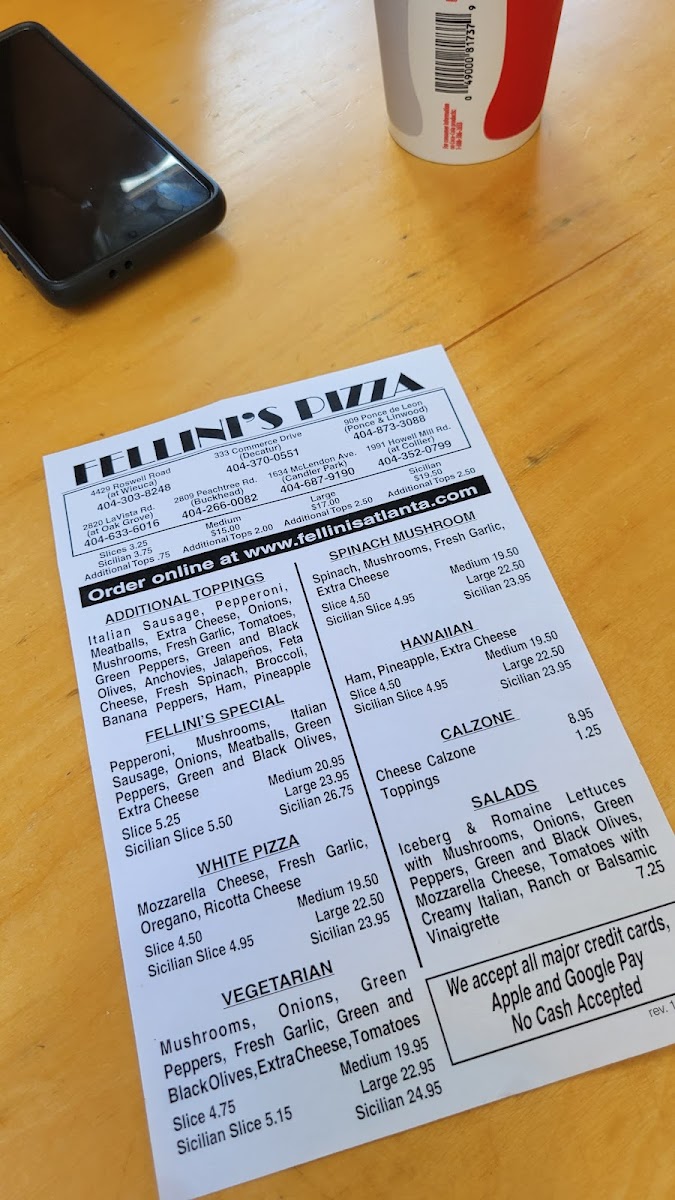 0 49000 81737 9
For consumer information
1-800-
FELLINI'S PIZZA
4429 Roswell Road
(at Wieuca)
404-303-8248
333 Commerce Drive
(Decatur)
404-370-0551
909 Ponce de Leon
(Ponce & Linwood)
404-873-3088
2820 LaVista Rd.
(at Oak Grove)
404-633-6016
2809 Peachtree Rd.
(Buckhead)
404-266-0082
1634 McLendon Ave.
(Candler Park)
404-687-9190
1991 Howell Mill Rd.
(at Collier)
404-352-0799
Slices 3.25
Sicilian 3.75
Additional Tops .75
Medium
$15.00
Additional Tops 2.00
Large
$17.00
Additional Tops 2.50
Sicilian
$19.50
Additional Tops 2.50
Order online at www.fellinisatlanta.com
ADDITIONAL TOPPINGS
Italian Sausage, Pepperoni,
Meatballs, Extra Cheese, Onions,
Mushrooms, Fresh Garlic, Tomatoes,
Green Peppers, Green and Black
Olives, Anchovies, Jalapeños, Feta
Cheese, Fresh Spinach, Broccoli,
Banana Peppers, Ham, Pineapple
FELLINI'S SPECIAL
Pepperoni, Mushrooms, Italian
Sausage, Onions, Meatballs, Green
Peppers, Green and Black Olives,
Extra Cheese
Medium 20.95
Slice 5.25 Large 23.95
Sicilian Slice 5.50 Sicilian 26.75
WHITE PIZZA
Mozzarella Cheese, Fresh Garlic,
Oregano, Ricotta Cheese
Medium 19.50
Slice 4.50 Large 22.50
Sicilian Slice 4.95 Sicilian 23.95
VEGETARIAN
Mushrooms, Onions, Green
Peppers, Fresh Garlic, Green and
Black Olives, Extra Cheese, Tomatoes
Medium 19.95
Slice 4.75 Large 22.95
Sicilian Slice 5.15 Sicilian 24.95
SPINACH MUSHROOM
Spinach, Mushrooms, Fresh Garlic,
Extra Cheese
Medium 19.50
Slice 4.50 Large 22.50
Sicilian Slice 4.95 Sicilian 23.95
HAWAIIAN
Ham, Pineapple, Extra Cheese
Medium 19.50
Slice 4.50 Large 22.50
Sicilian Slice 4.95 Sicilian 23.95
CALZONE
Cheese Calzone 8.95
Toppings 1.25
SALADS
Iceberg & Romaine Lettuces
with Mushrooms, Onions, Green
Peppers, Green and Black Olives,
Mozzarella Cheese, Tomatoes with
Creamy Italian, Ranch or Balsamic
Vinaigrette 7.25
We accept all major credit cards,
Apple and Google Pay
No Cash Accepted
rev. 1